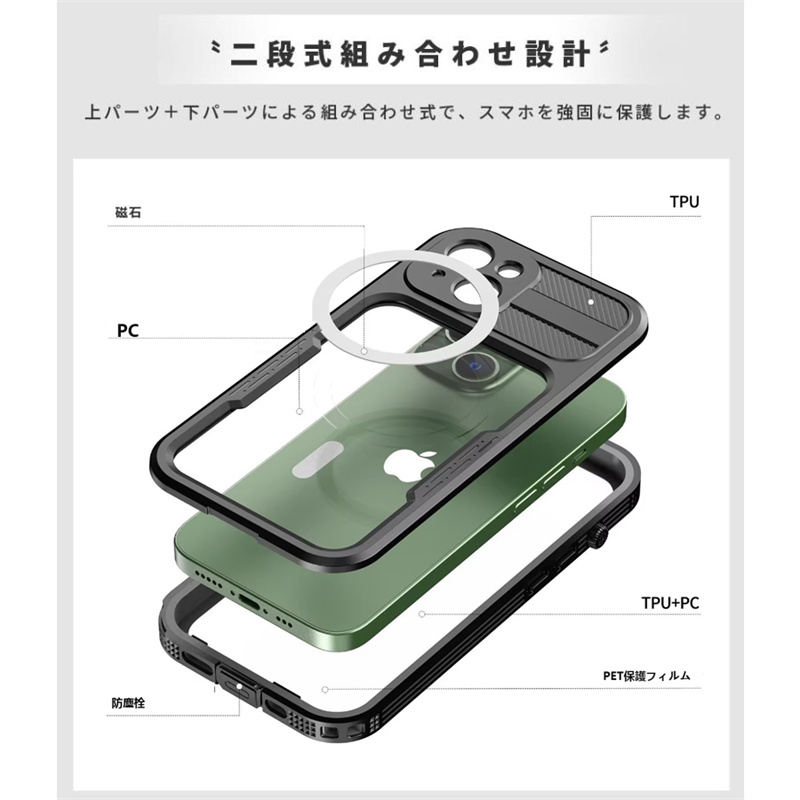 〝二段式組み合わせ設計〞
上パーツ＋下パーツによる組み合わせ式で、スマホを強固に保護します。
磁石
TPU
PC
TPU+PC
PET保護フィルム
防塵栓